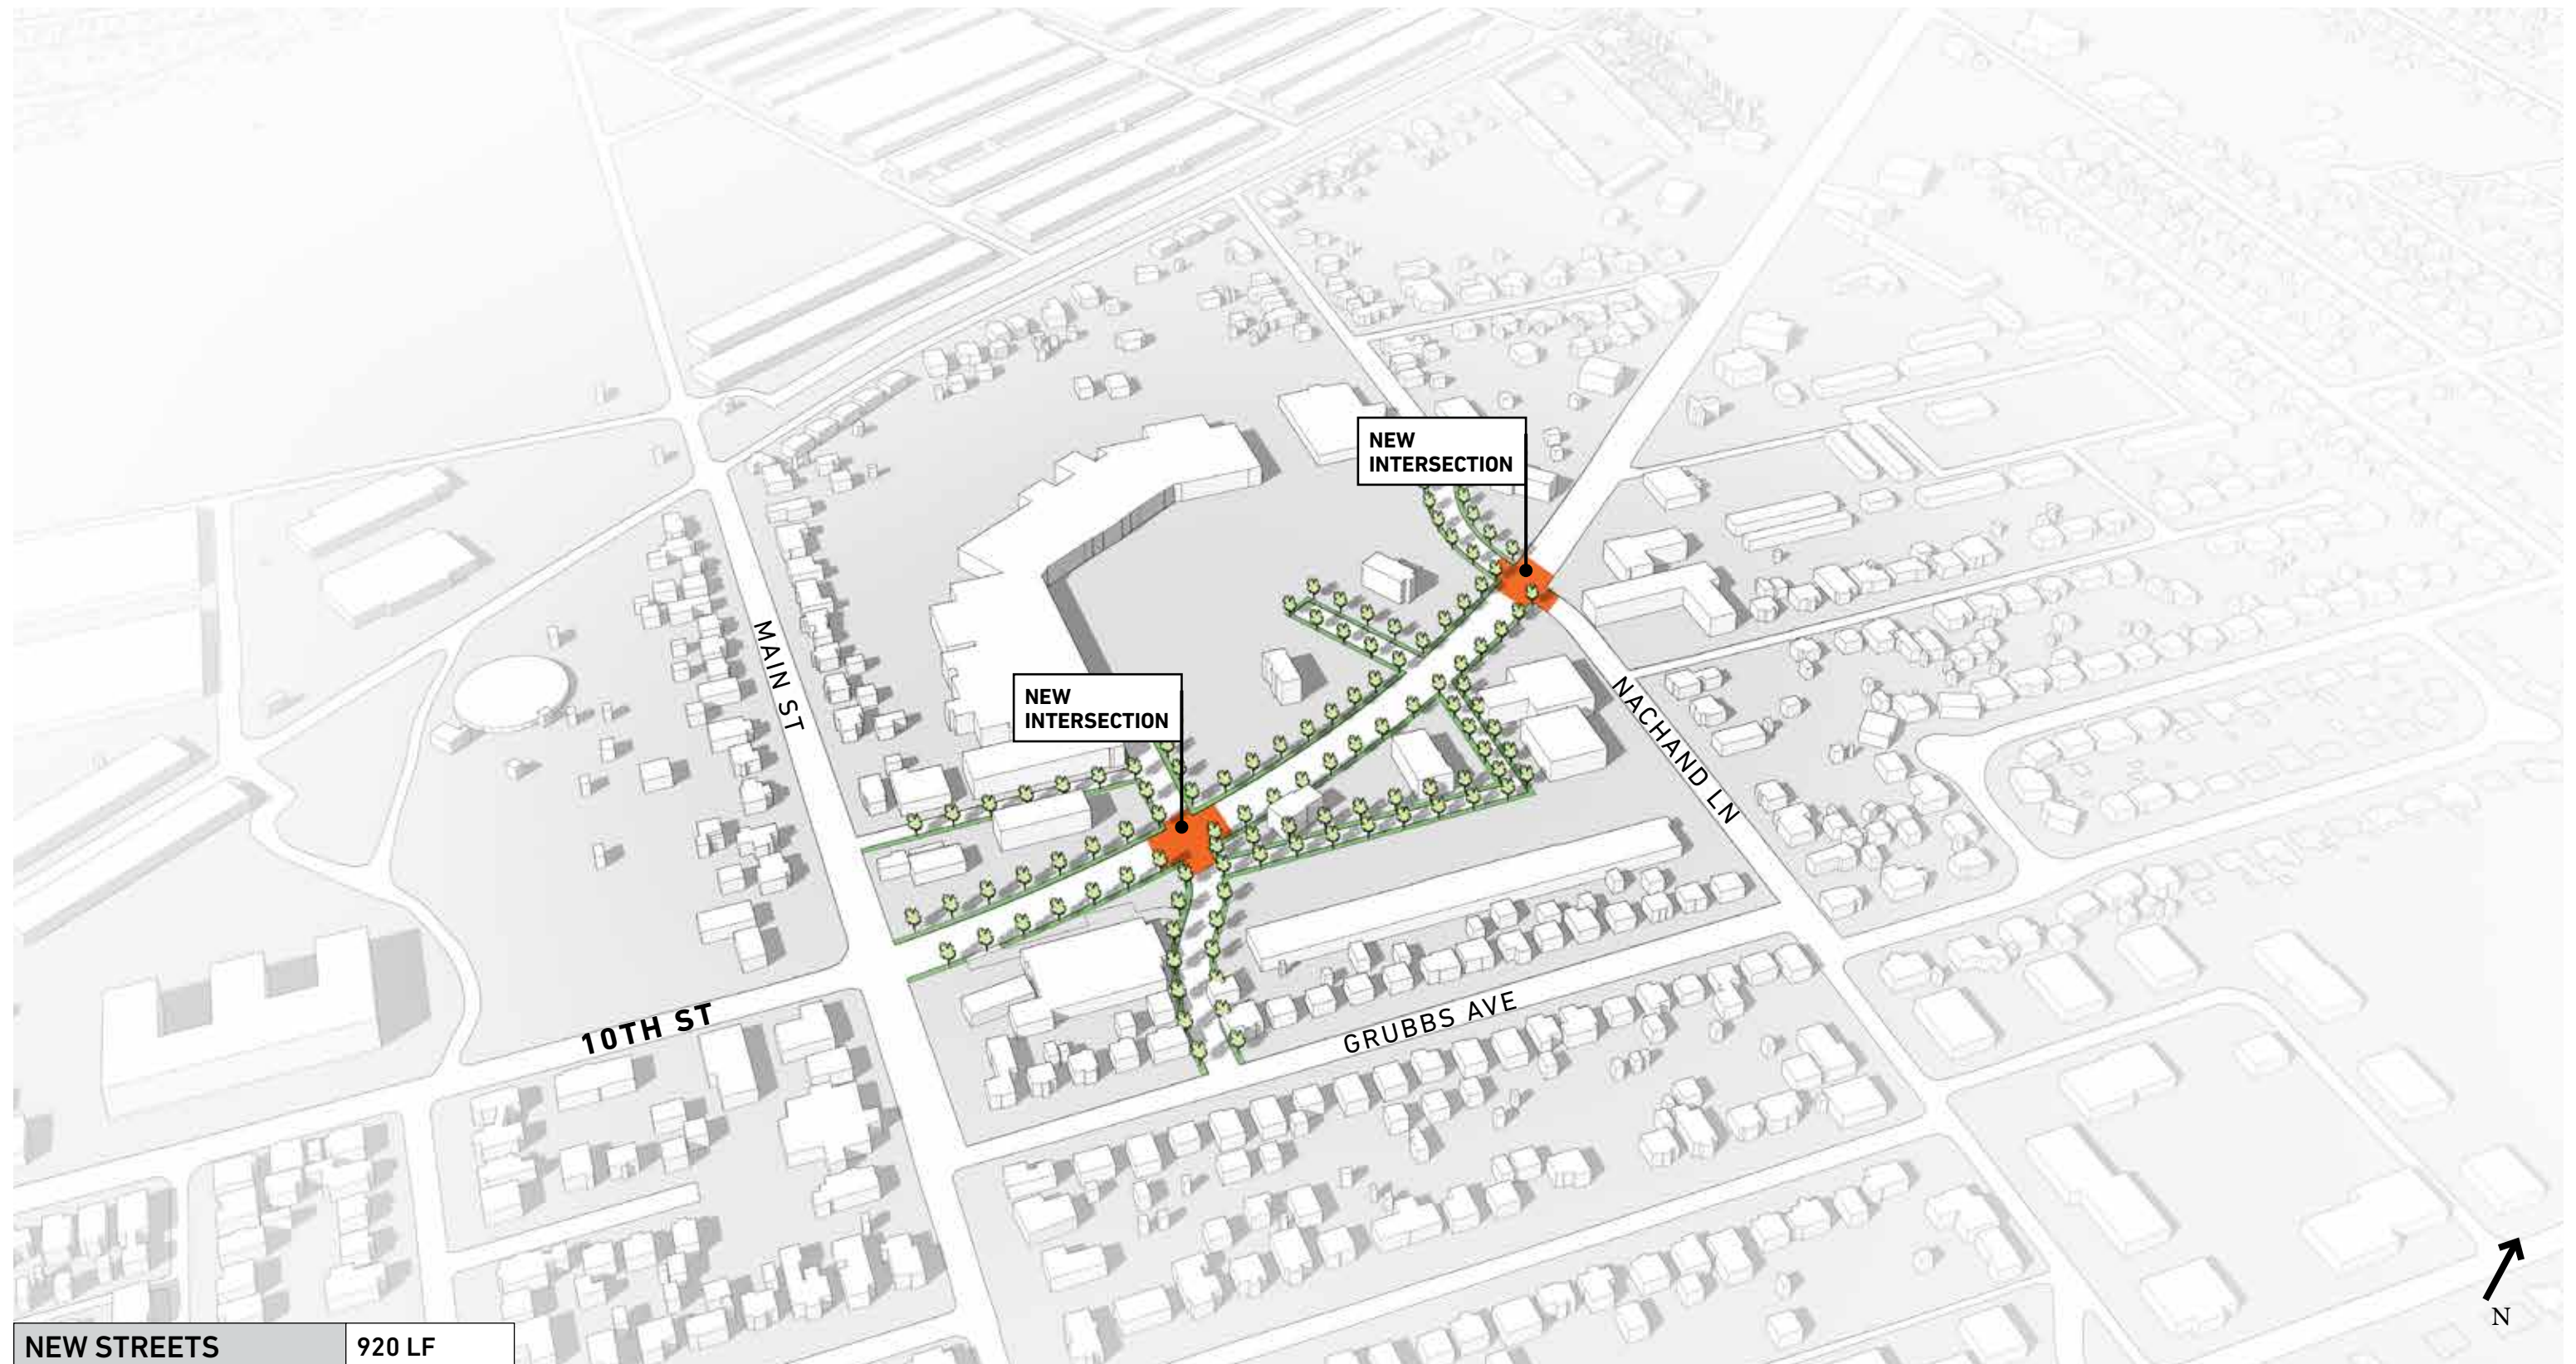 NEW
INTERSECTION
NEW
INTERSECTION
MAIN ST
NACHAND LN
10TH ST
GRUBBS AVE
N
NEW STREETS 920 LF